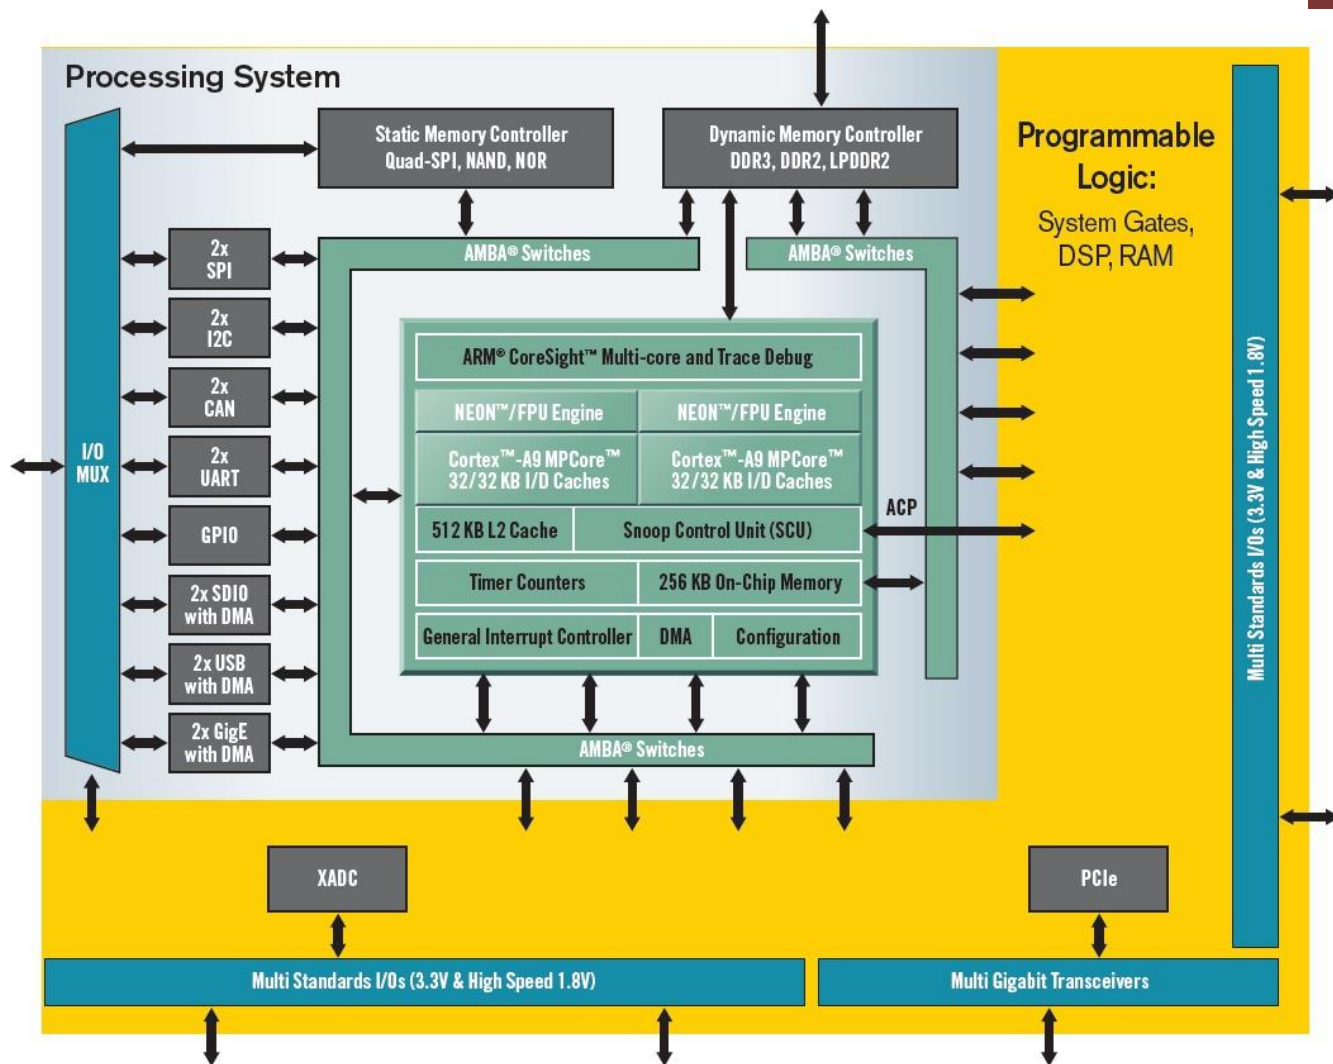 Processing System
Static Memory Controller
Quad-SPI, NAND, NOR
Dynamic Memory Controller
DDR3, DDR2, LPDDR2
Programmable
Logic:
System Gates,
DSP, RAM
AMBA® Switches
AMBA® Switches
2x
SPI
2x
I2C
2x
CAN
2x
UART
GPIO
2x SDIO
with DMA
2x USB
with DMA
2x GigE
with DMA
I/O
MUX
ARM® CoreSight™ Multi-core and Trace Debug
NEON™/FPU Engine
NEON™/FPU Engine
Cortex™-A9 MPCore™
32/32 KB I/D Caches
Cortex™-A9 MPCore™
32/32 KB I/D Caches
512 KB L2 Cache
Snoop Control Unit (SCU)
ACP
Timer Counters
256 KB On-Chip Memory
General Interrupt Controller
DMA
Configuration
AMBA® Switches
Multi Standards I/Os (3.3V & High Speed 1.8V)
XADC
PCIe
Multi Standards I/Os (3.3V & High Speed 1.8V)
Multi Gigabit Transceivers